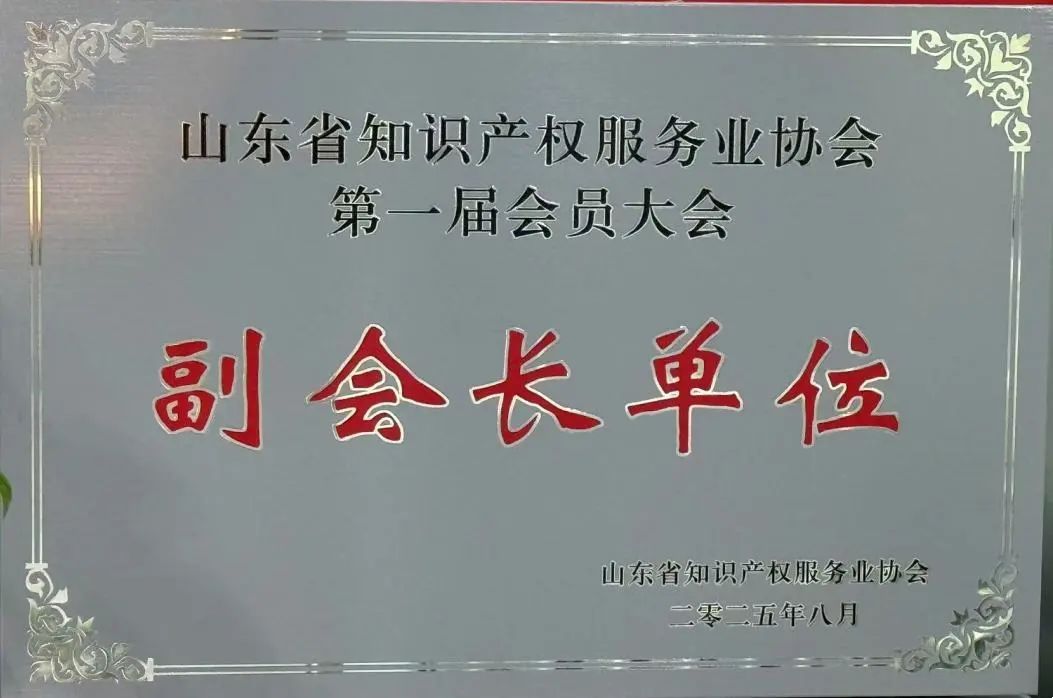 山东省知识产权服务业协会
第一届会员大会
副会长单位
山东省知识产权服务业协会
二零二五年八月